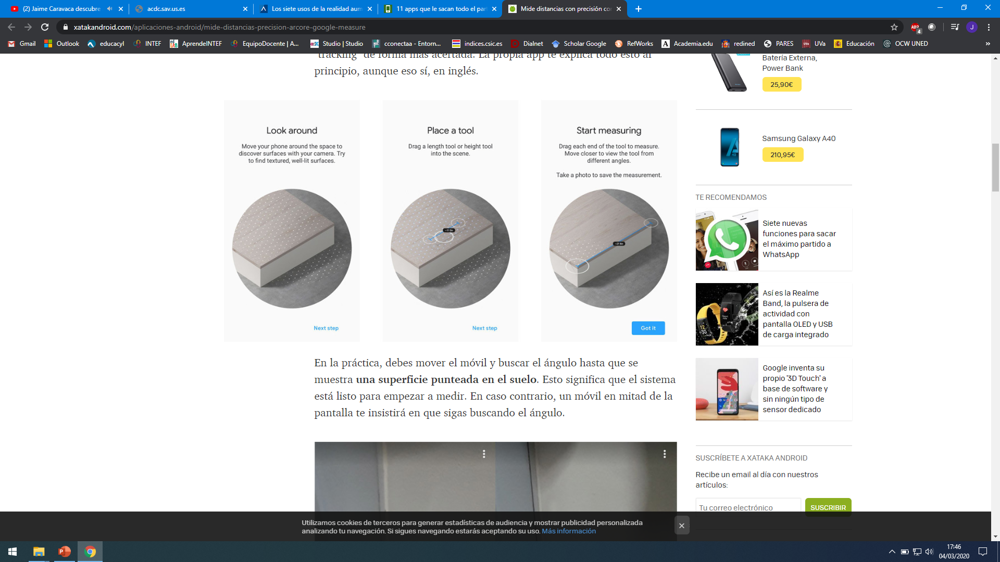 (2) Jaime Caravaca descubre
acdc.sav.us.es
Los siete usos de la realidad aum
11 apps que le sacan todo el par
Mide distancias con precisión co
xatakandroid.com/aplicaciones-android/mide-distancias-precision-arcore-google-measure
ABP
4
J
Gmail
Outlook
educacyl
INTEF
AprendeINTEF
EquipoDocente | A...
Studio | Studio
cconectaa - Entorn...
indices.csic.es
Dialnet
Scholar Google
RefWorks
Academia.edu
redined
PARES
UVa
Educación
OCW UNED
»
'tracking' de forma más acertada. La propia app te explica todo esto al
principio, aunque eso sí, en inglés.
Look around
Move your phone around the space to
discover surfaces with your camera. Try
to find textured, well-lit surfaces.
Next step
Place a tool
Drag a length tool or height tool
into the scene.
Next step
Start measuring
Drag each end of the tool to measure.
Move closer to view the tool from
different angles.
Take a photo to save the measurement.
Got it
En la práctica, debes mover el móvil y buscar el ángulo hasta que se
muestra una superficie punteada en el suelo. Esto significa que el sistema
está listo para empezar a medir. En caso contrario, un móvil en mitad de la
pantalla te insistirá en que sigas buscando el ángulo.
Batería Externa,
Power Bank
25,90€
Samsung Galaxy A40
210,95€
TE RECOMENDAMOS
Siete nuevas
funciones para sacar
el máximo partido a
WhatsApp
Así es la Realme
Band, la pulsera de
actividad con
pantalla OLED y USB
de carga integrado
Google inventa su
propio '3D Touch' a
base de software y
sin ningún tipo de
sensor dedicado
SUSCRÍBETE A XATAKA ANDROID
Recibe un email al día con nuestros
artículos:
Tu correo electrónico
SUSCRIBIR
Utilizamos cookies de terceros para generar estadísticas de audiencia y mostrar publicidad personalizada
analizando tu navegación. Si sigues navegando estarás aceptando su uso. Más información
17:46
04/03/2020